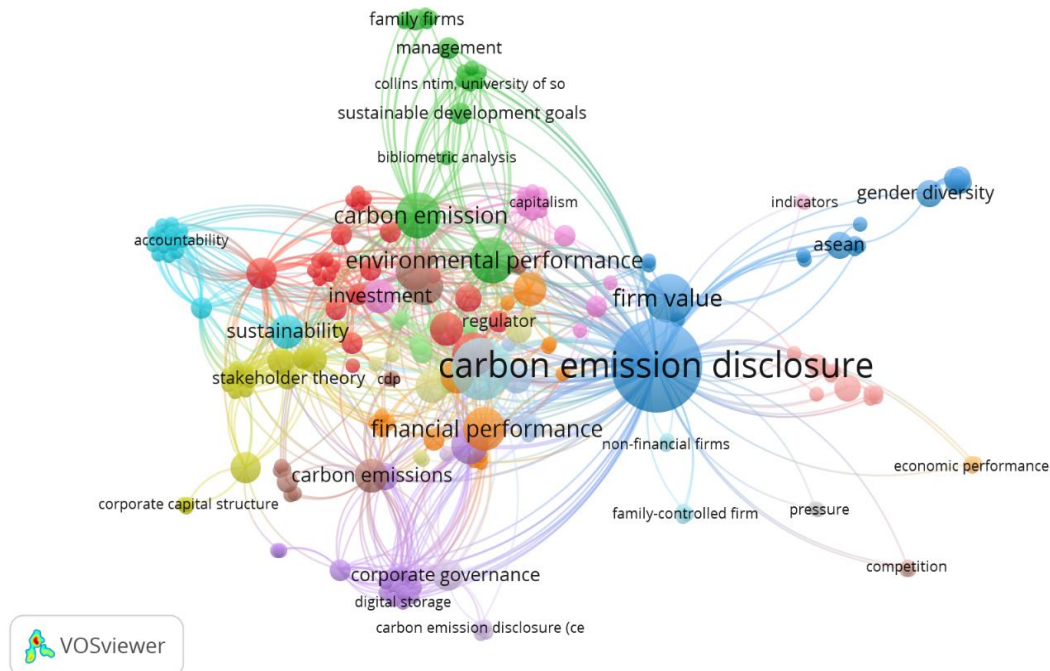 family firms
management
collins ntim, university of so
sustainable development goals
bibliometric analysis
capitalism
indicators
gender diversity
carbon emission
accountability
asean
environmental performance
investment
firm value
regulator
sustainability
carbon emission disclosure
stakeholder theory
cdp
financial performance
non-financial firms
economic performance
carbon emissions
corporate capital structure
family-controlled firm
pressure
competition
corporate governance
digital storage
carbon emission disclosure (ce
VOSviewer